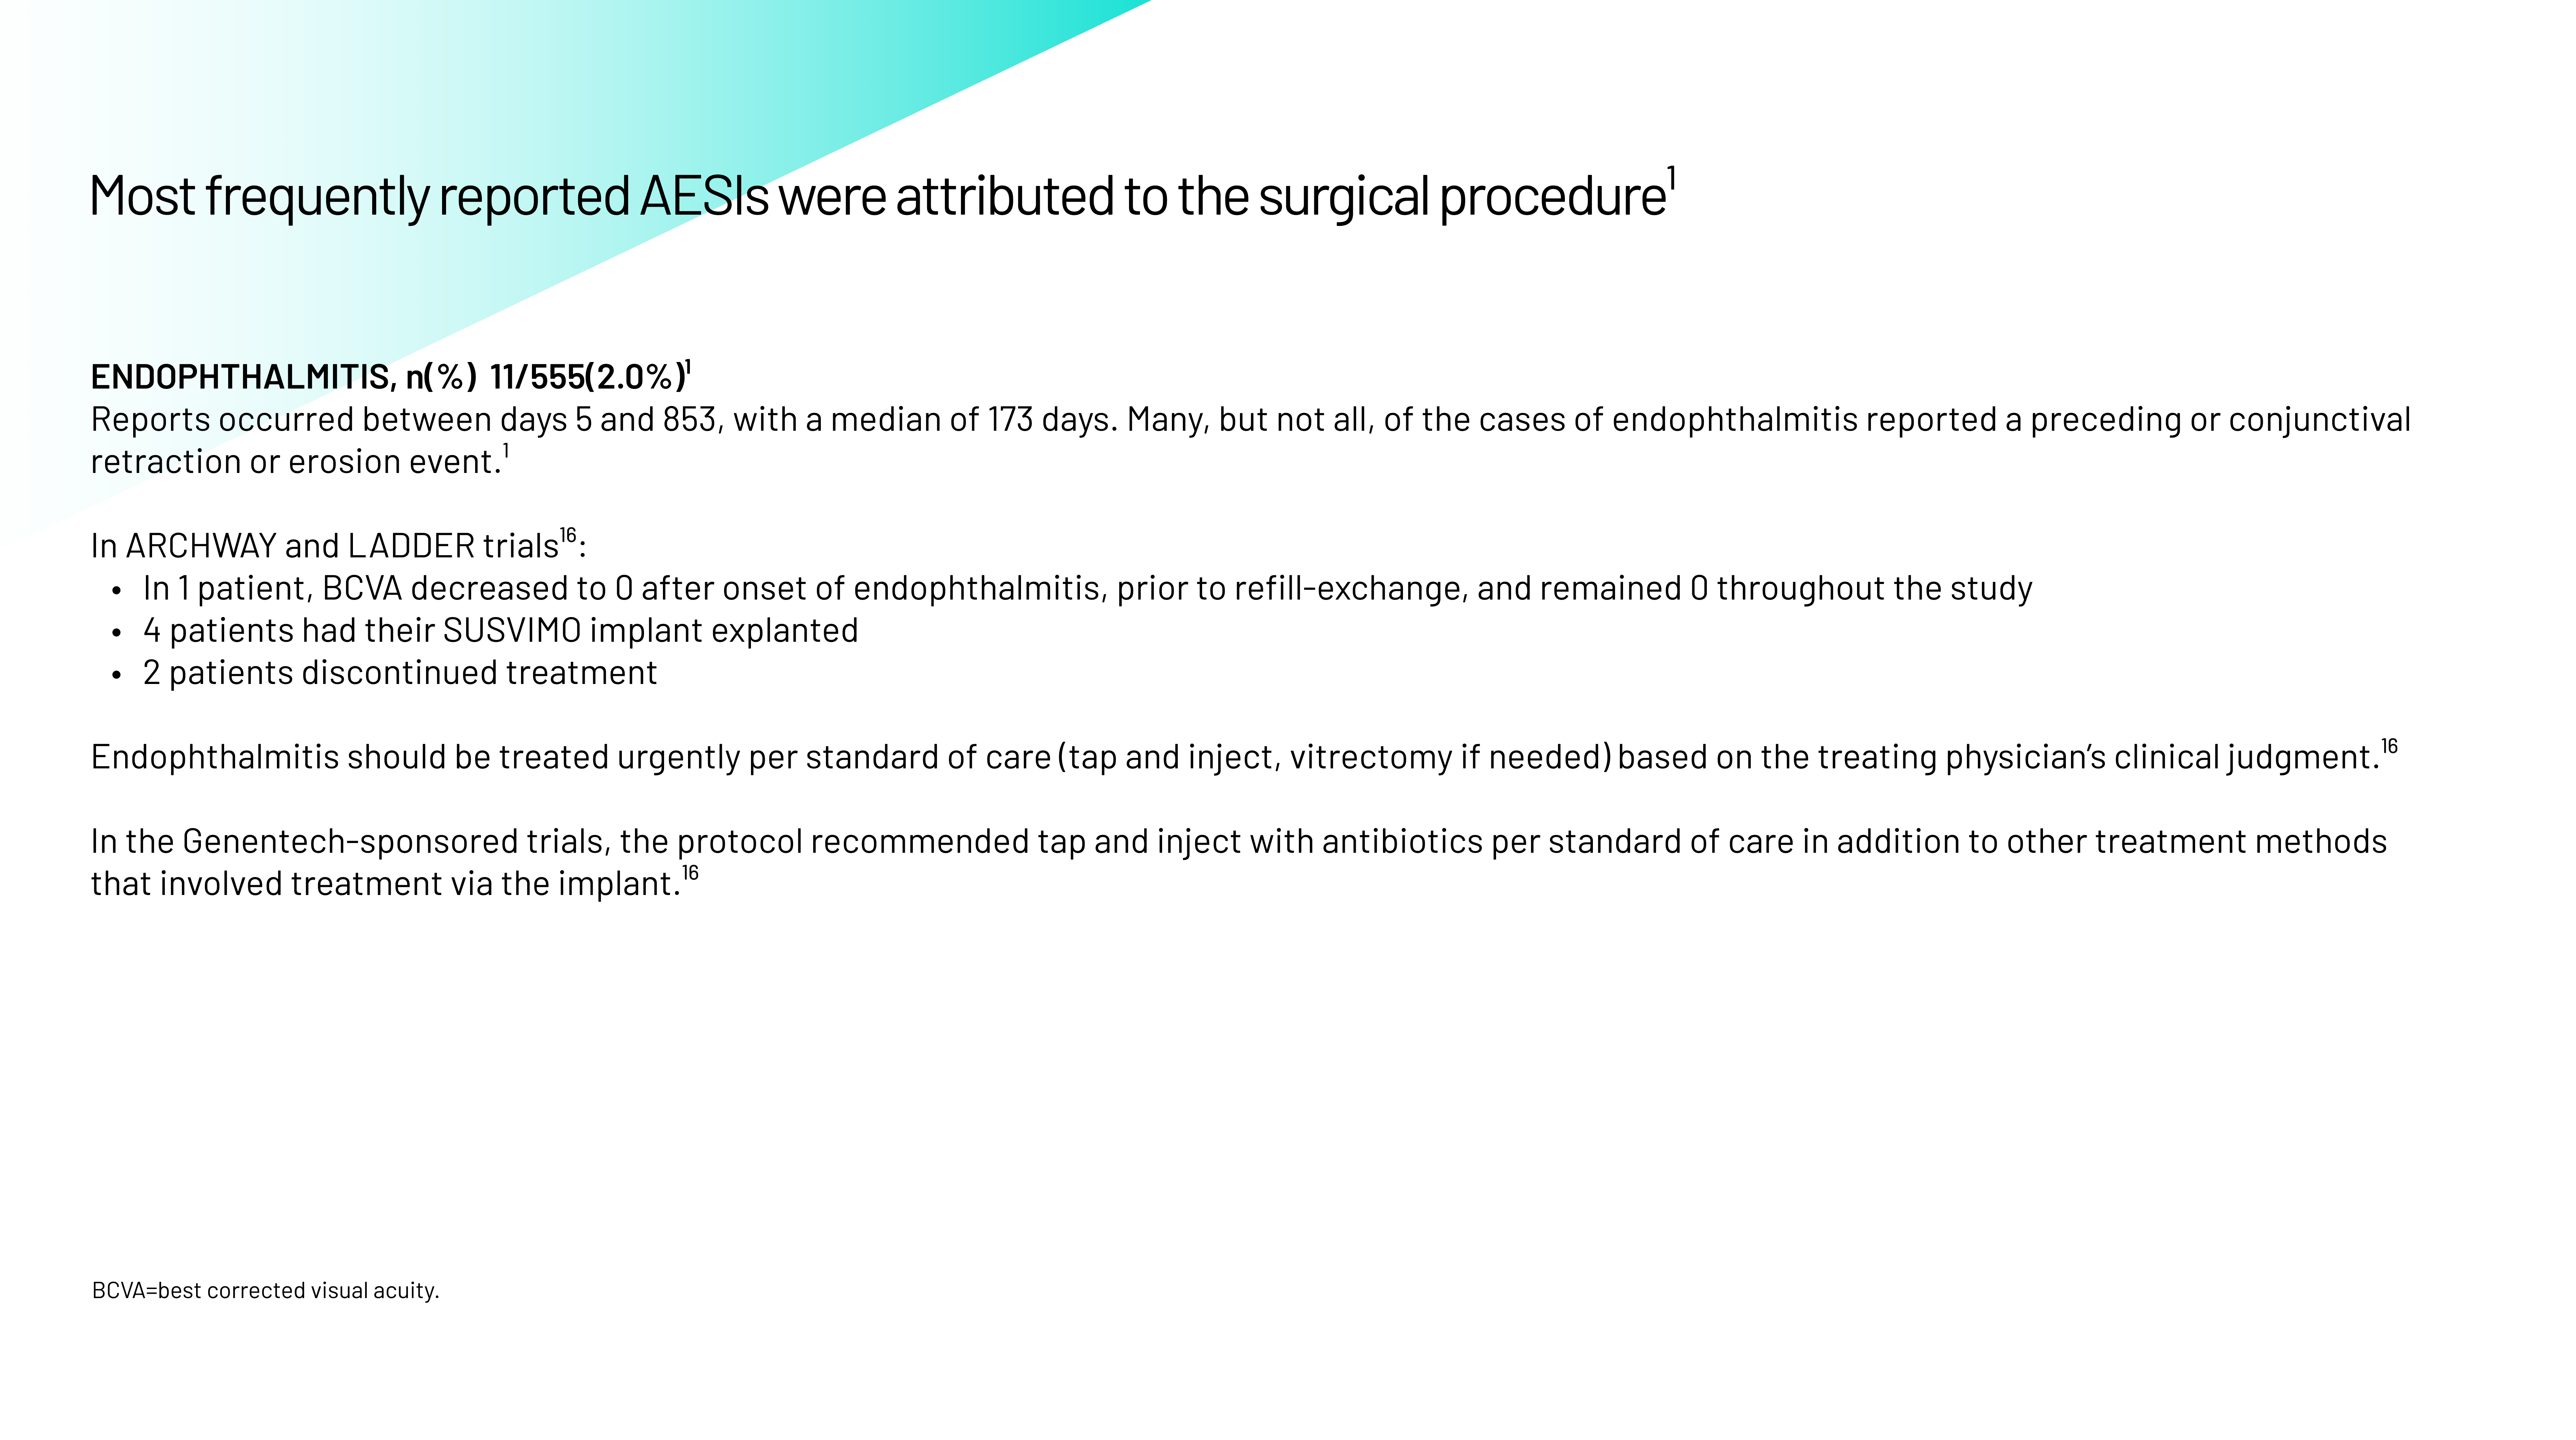 Most frequently reported AESIs were attributed to the surgical procedure¹
ENDOPHTHALMITIS, n(%) 11/555(2.0%)¹
Reports occurred between days 5 and 853, with a median of 173 days. Many, but not all, of the cases of endophthalmitis reported a preceding or conjunctival
retraction or erosion event.¹
In ARCHWAY and LADDER trials¹⁶:
• In 1 patient, BCVA decreased to 0 after onset of endophthalmitis, prior to refill-exchange, and remained 0 throughout the study
• 4 patients had their SUSVIMO implant explanted
• 2 patients discontinued treatment
Endophthalmitis should be treated urgently per standard of care (tap and inject, vitrectomy if needed) based on the treating physician’s clinical judgment.¹⁶
In the Genentech-sponsored trials, the protocol recommended tap and inject with antibiotics per standard of care in addition to other treatment methods
that involved treatment via the implant.¹⁶
BCVA=best corrected visual acuity.